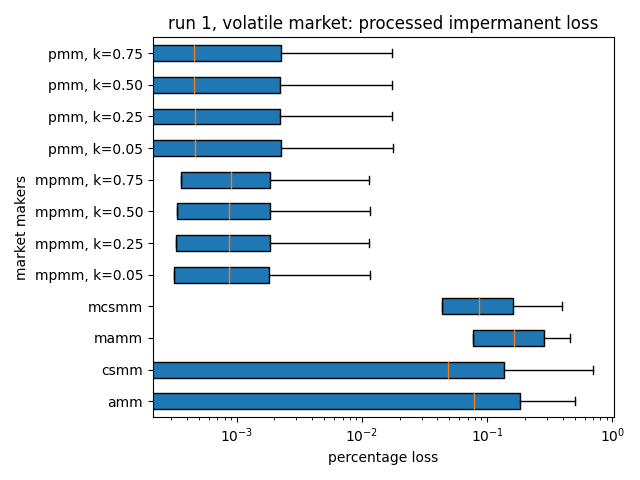 run 1, volatile market: processed impermanent loss
market makers
pmm, k=0.75
pmm, k=0.50
pmm, k=0.25
pmm, k=0.05
mpmm, k=0.75
mpmm, k=0.50
mpmm, k=0.25
mpmm, k=0.05
mcsmm
mamm
csmm
amm
10⁻³ 10⁻² 10⁻¹ 10⁰
percentage loss